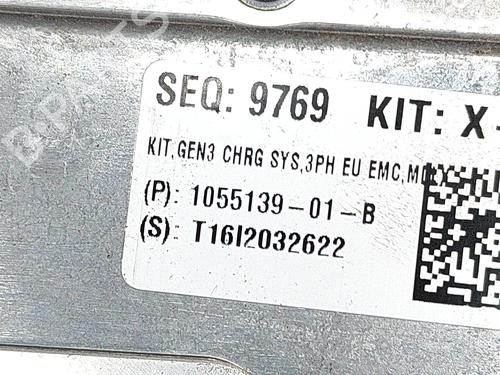 SEQ: 9769 KIT: X-
KIT,GEN3 CHRG SYS,3PH EU EMC,
(P): 1055139-01-B
(S): T16I2032622